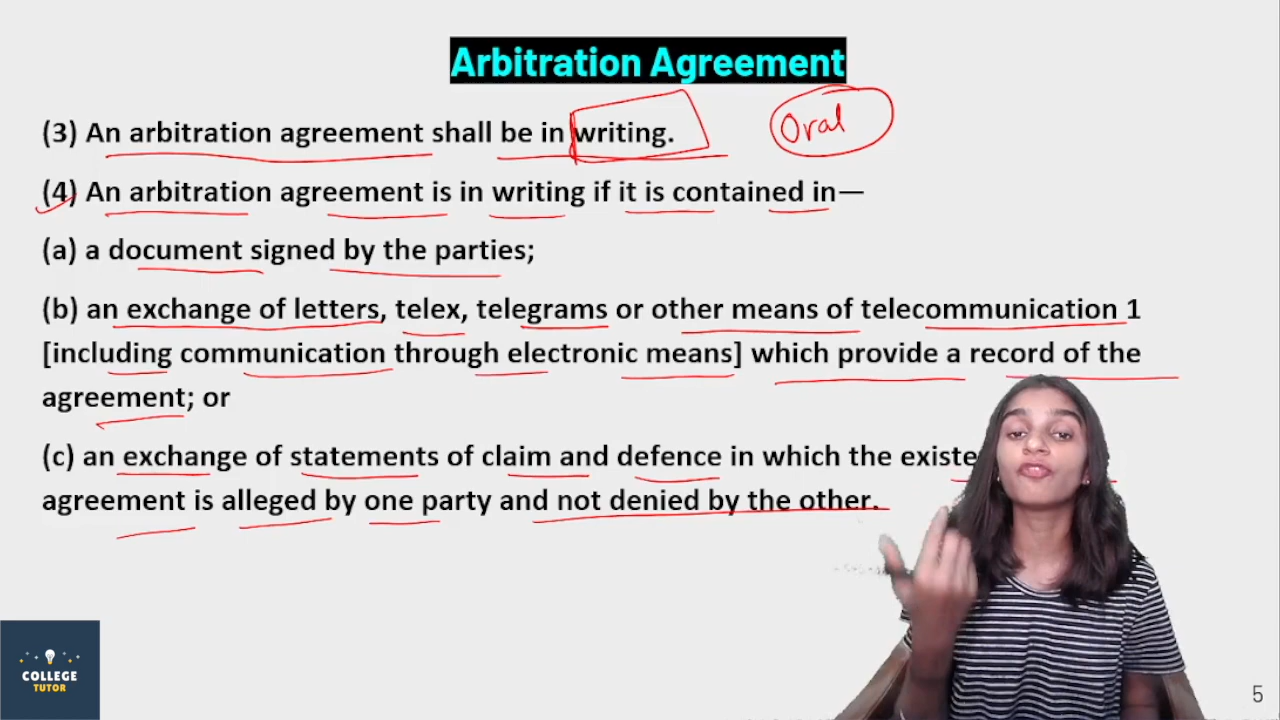 Arbitration Agreement
(3) An arbitration agreement shall be in writing.
Oral
(4) An arbitration agreement is in writing if it is contained in—
(a) a document signed by the parties;
(b) an exchange of letters, telex, telegrams or other means of telecommunication 1
[including communication through electronic means] which provide a record of the
agreement; or
(c) an exchange of statements of claim and defence in which the
agreement is alleged by one party and not denied by the other.
COLLEGE
TUTOR
5